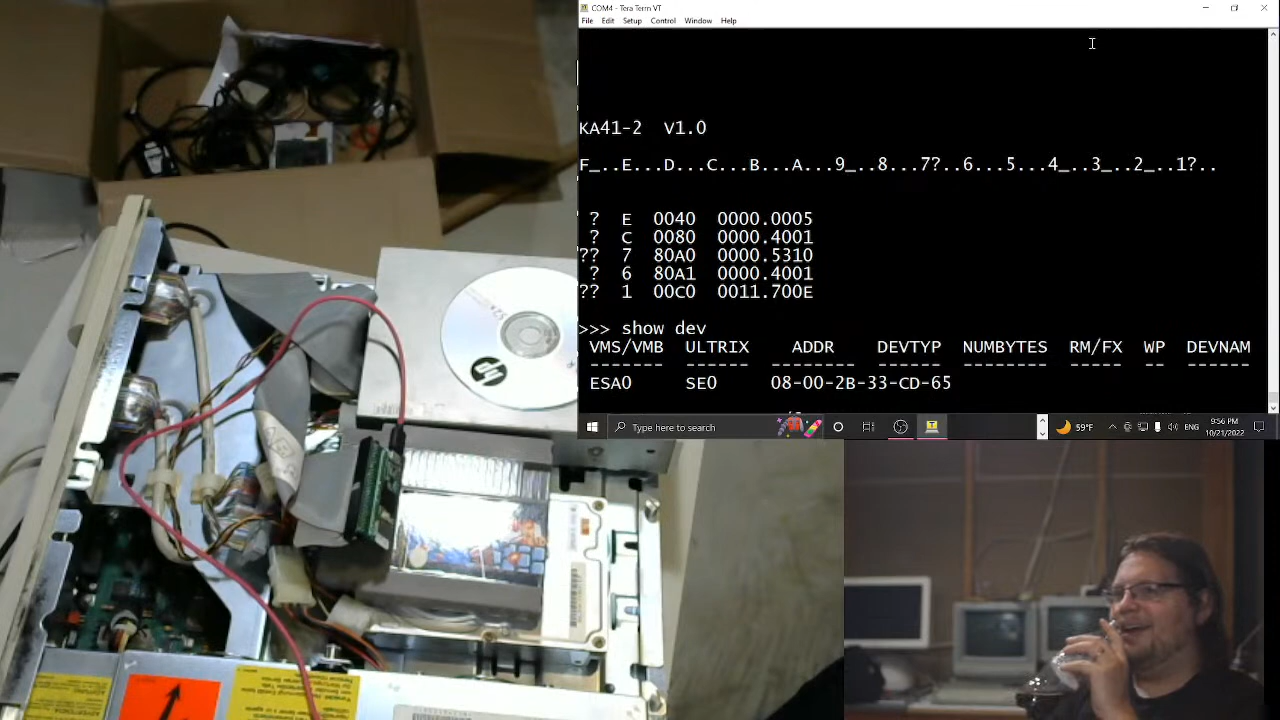 COM4 - Tera Term VT
File Edit Setup Control Window Help
KA41-2 V1.0
F_..E...D...C...B...A...9_..8...7?..6...5...4_..3_..2_..1?..
? E 0040 0000.0005
? C 0080 0000.4001
?? 7 80A0 0000.5310
? 6 80A1 0000.4001
?? 1 00C0 0011.700E
>>> show dev
VMS/VMB ULTRIX ADDR DEVTYP NUMBYTES RM/FX WP DEVNAM
------- ------ ---- ------ -------- ----- -- ------
ESA0 SE0 08-00-2B-33-CD-65
Type here to search
59°F
ENG
9:56 PM
10/21/2022
hp